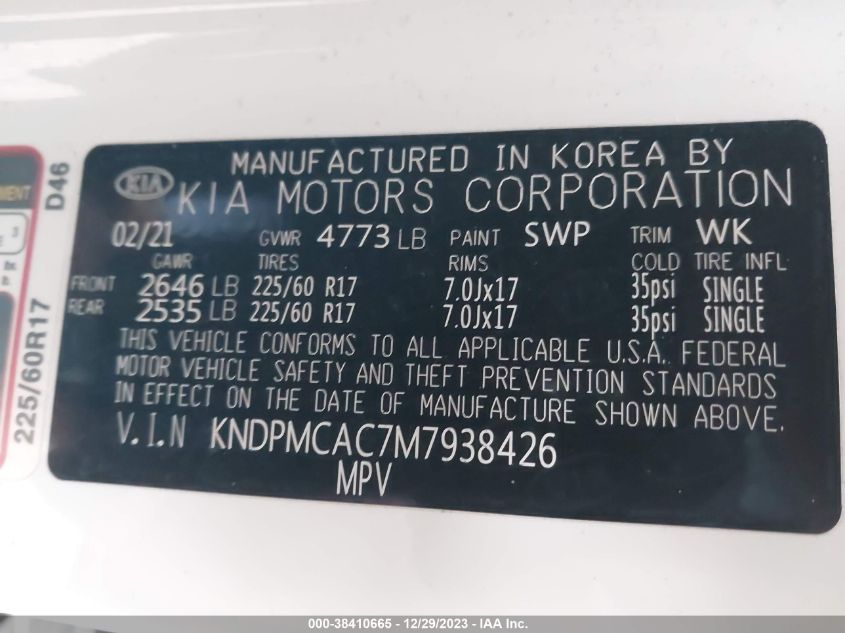 MANUFACTURED IN KOREA BY
KIA KIA MOTORS CORPORATION
02/21 GVWR 4773 LB PAINT SWP TRIM WK
GAWR TIRES RIMS COLD TIRE INFL
FRONT 2646 LB 225/60 R17 7.0Jx17 35psi SINGLE
REAR 2535 LB 225/60 R17 7.0Jx17 35psi SINGLE
THIS VEHICLE CONFORMS TO ALL APPLICABLE U.S.A. FEDERAL
MOTOR VEHICLE SAFETY AND THEFT PREVENTION STANDARDS
IN EFFECT ON THE DATE OF MANUFACTURE SHOWN ABOVE.
V.I.N KNDPMCAC7M7938426
MPV
D46
225/60R17
3
000-38410665 - 12/29/2023 - IAA Inc.